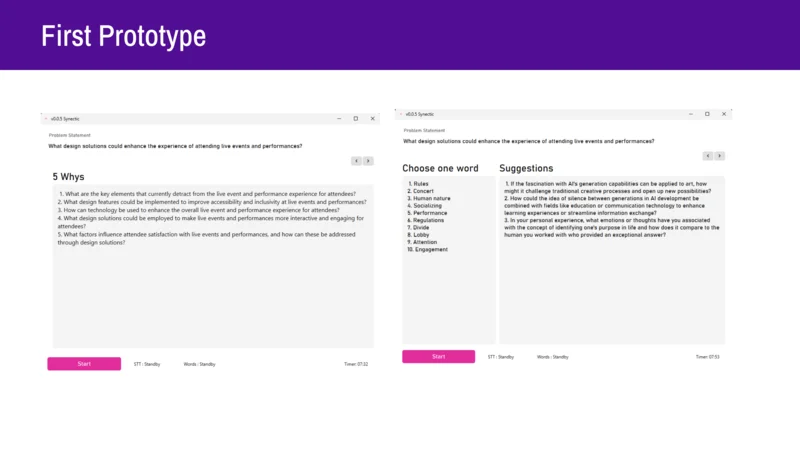 First Prototype
v0.0.5 Synectic
Problem Statement
What design solutions could enhance the experience of attending live events and performances?
5 Whys
1. What are the key elements that currently detract from the live event and performance experience for attendees?
2. What design features could be implemented to improve accessibility and inclusivity at live events and performances?
3. How can technology be used to enhance the overall live event and performance experience for attendees?
4. What design solutions could be employed to make live events and performances more interactive and engaging for
attendees?
5. What factors influence attendee satisfaction with live events and performances, and how can these be addressed
through design solutions?
Start
STT : Standby
Words : Standby
Timer: 07:22
v0.0.5 Synectic
Problem Statement
What design solutions could enhance the experience of attending live events and performances?
Choose one word
1. Rules
2. Concert
3. Human nature
4. Socializing
5. Performance
6. Regulations
7. Divide
8. Lobby
9. Attention
10. Engagement
Suggestions
1. If the fascination with AI's generation capabilities can be applied to art, how
might it challenge traditional creative processes and open up new possibilities?
2. How could the idea of silence between generations in AI development be
combined with fields like education or communication technology to enhance
learning experiences or streamline information exchange?
3. In your personal experience, what emotions or thoughts have you associated
with the concept of identifying one's purpose in life and how does it compare to the
human you worked with who provided an exceptional answer?
Start
STT : Standby
Words : Standby
Timer: 07:53